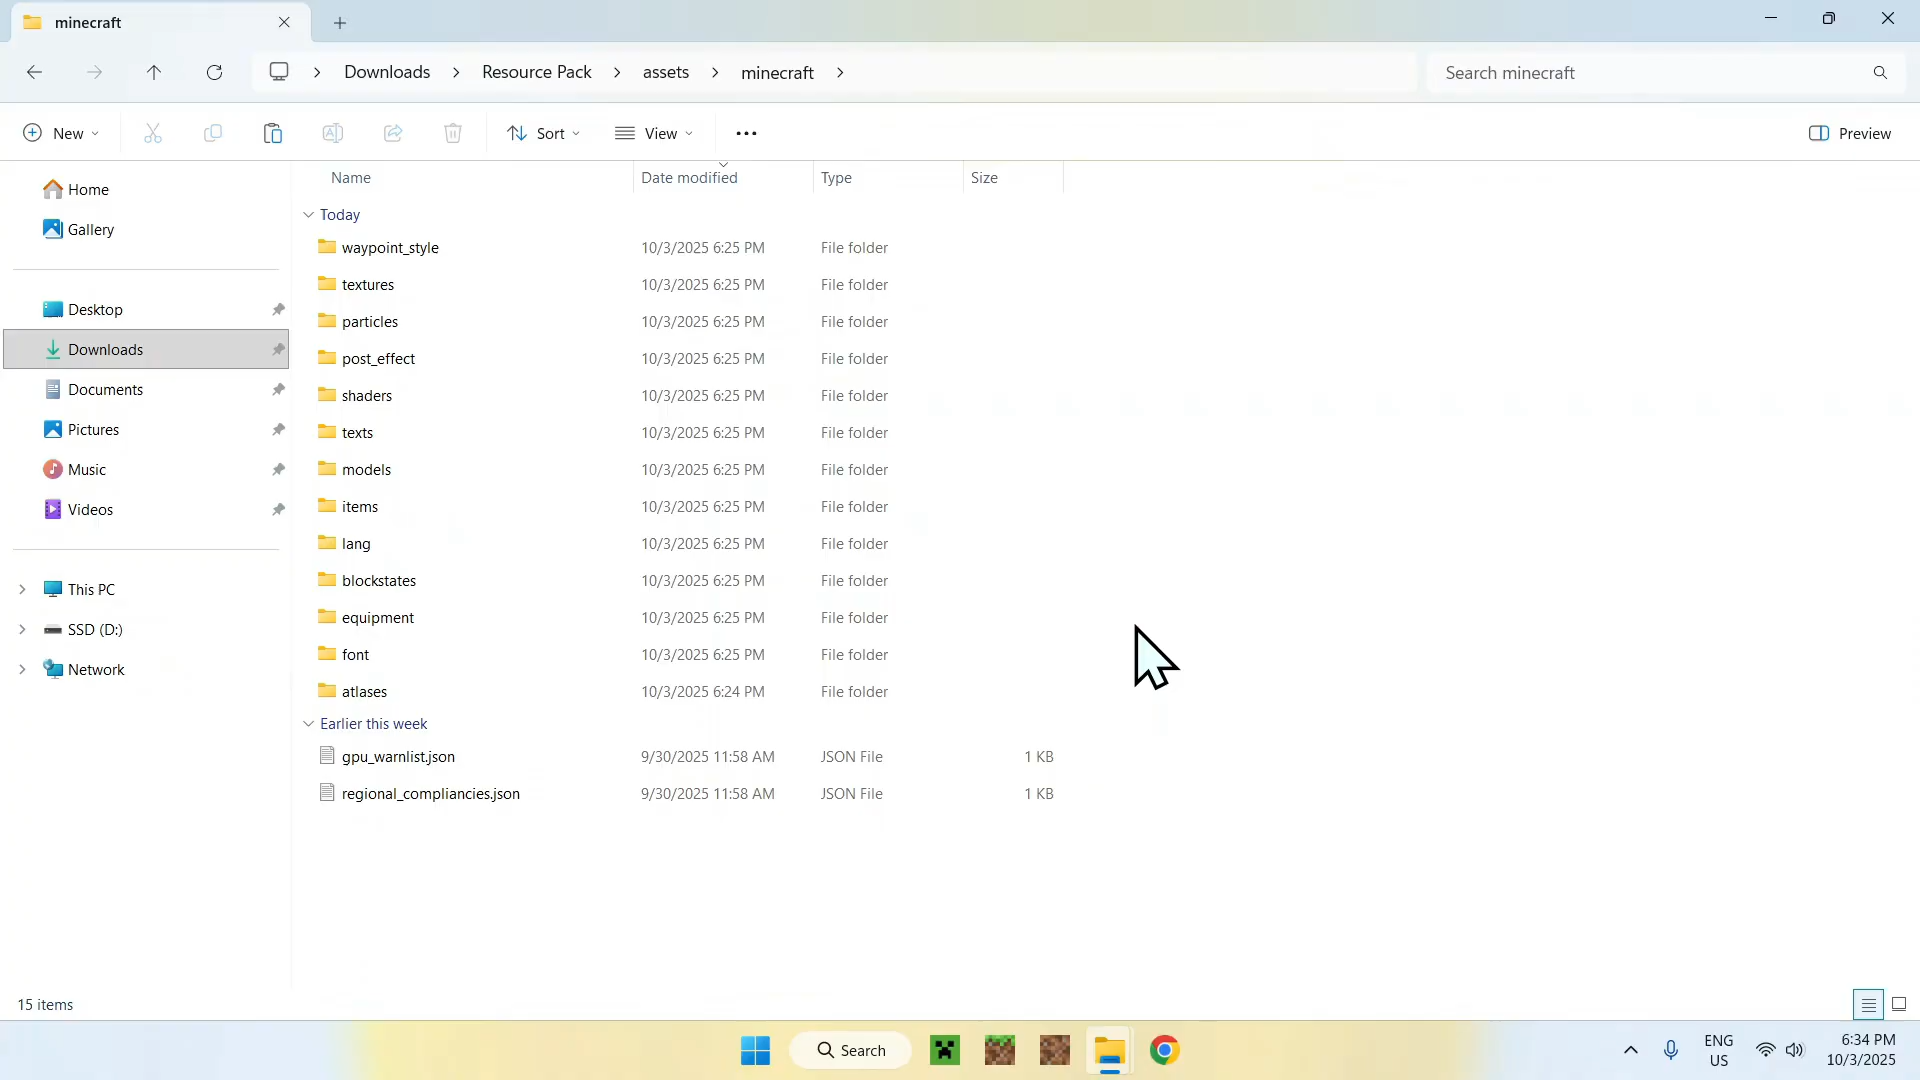 minecraft
Downloads Resource Pack assets minecraft
Search minecraft
New Sort View Preview
Name Date modified Type Size
Home
Gallery
Desktop
Downloads
Documents
Pictures
Music
Videos
This PC
SSD (D:)
Network
Today
waypoint_style 10/3/2025 6:25 PM File folder
textures 10/3/2025 6:25 PM File folder
particles 10/3/2025 6:25 PM File folder
post_effect 10/3/2025 6:25 PM File folder
shaders 10/3/2025 6:25 PM File folder
texts 10/3/2025 6:25 PM File folder
models 10/3/2025 6:25 PM File folder
items 10/3/2025 6:25 PM File folder
lang 10/3/2025 6:25 PM File folder
blockstates 10/3/2025 6:25 PM File folder
equipment 10/3/2025 6:25 PM File folder
font 10/3/2025 6:25 PM File folder
atlases 10/3/2025 6:24 PM File folder
Earlier this week
gpu_warnlist.json 9/30/2025 11:58 AM JSON File 1 KB
regional_compliancies.json 9/30/2025 11:58 AM JSON File 1 KB
15 items
Search
ENG
US
6:34 PM
10/3/2025